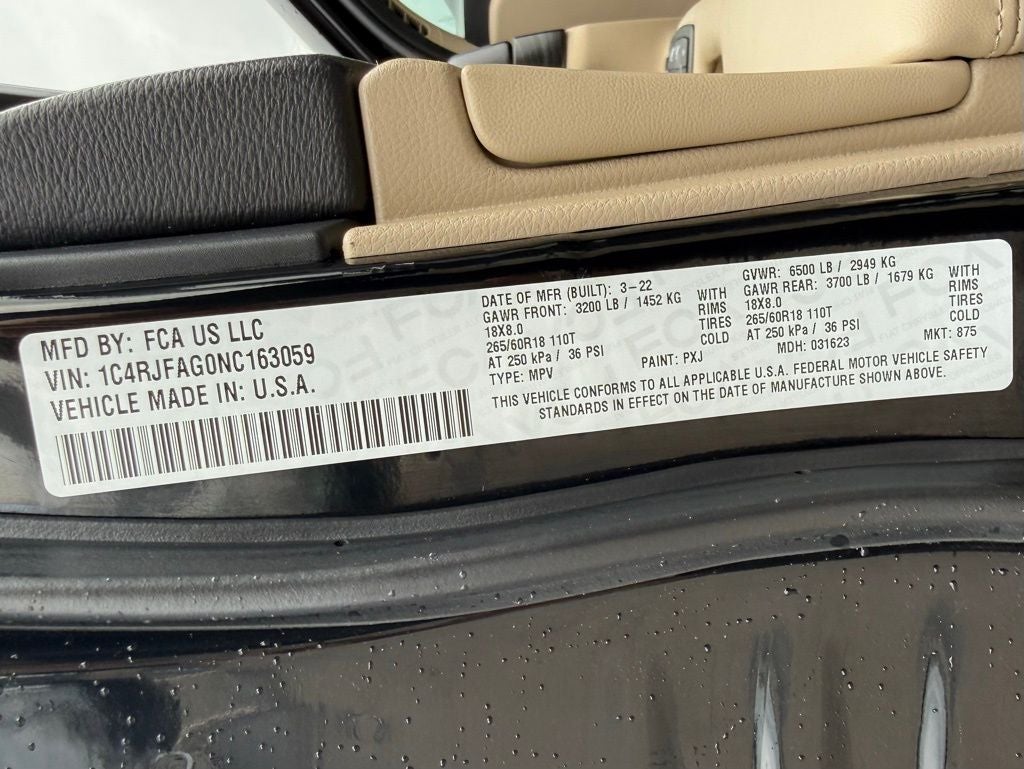 MFD BY: FCA US LLC
VIN: 1C4RJFAG0NC163059
VEHICLE MADE IN: U.S.A.
DATE OF MFR (BUILT): 3-22
GAWR FRONT: 3200 LB / 1452 KG WITH
18X8.0 RIMS
265/60R18 110T TIRES
AT 250 kPa / 36 PSI COLD
TYPE: MPV PAINT: PXJ
GVWR: 6500 LB / 2949 KG
GAWR REAR: 3700 LB / 1679 KG WITH
18X8.0 RIMS
265/60R18 110T TIRES
AT 250 kPa / 36 PSI COLD
MDH: 031623 MKT: 875
THIS VEHICLE CONFORMS TO ALL APPLICABLE U.S.A. FEDERAL MOTOR VEHICLE SAFETY
STANDARDS IN EFFECT ON THE DATE OF MANUFACTURE SHOWN ABOVE.